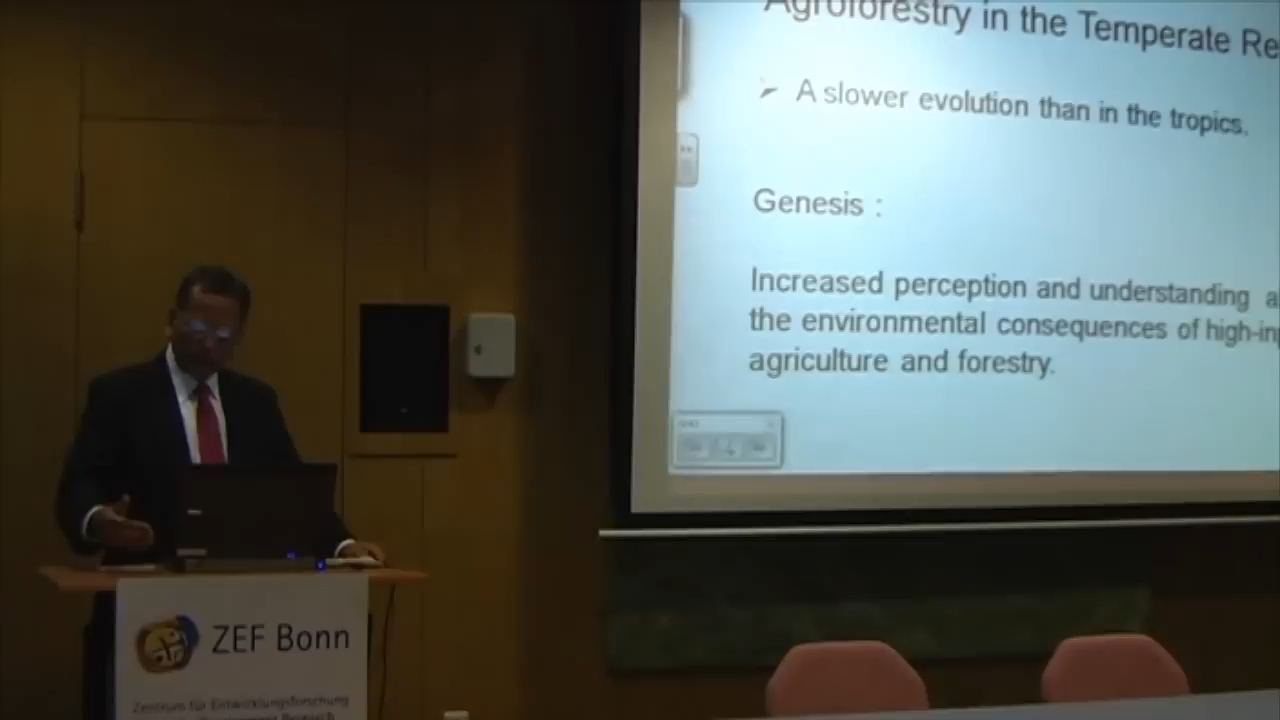 Agroforestry in the Temperate Re
A slower evolution than in the tropics.
Genesis :
Increased perception and understanding a
the environmental consequences of high-in
agriculture and forestry.
ZEF Bonn
Zentrum für Entwicklungsforschung